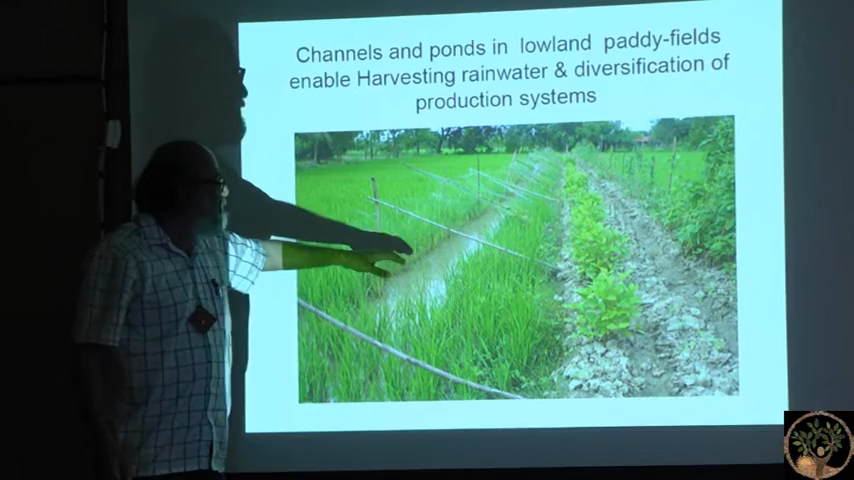 Channels and ponds in lowland paddy-fields
enable Harvesting rainwater & diversification of
production systems